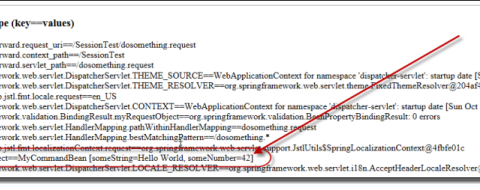 pe (key==values)
rward.request_uri==/SessionTest/dosomething.request
rward.context_path==/SessionTest
rward.servlet_path==/dosomething.request
ework.web.servlet.DispatcherServlet.THEME_SOURCE==WebApplicationContext for namespace 'dispatcher-servlet': startup date [S
ework.web.servlet.DispatcherServlet.THEME_RESOLVER==org.springframework.web.servlet.theme.FixedThemeResolver@204af4
p.jstl.fmt.locale.request==en_US
ework.web.servlet.DispatcherServlet.CONTEXT==WebApplicationContext for namespace 'dispatcher-servlet': startup date [Sun Oct
ework.validation.BindingResult.myRequestObject==org.springframework.validation.BeanPropertyBindingResult: 0 errors
ework.web.servlet.HandlerMapping.pathWithinHandlerMapping==dosomething.request
ework.web.servlet.HandlerMapping.bestMatchingPattern==/dosomething.*
p.jstl.fmt.localizationContext.request==org.springframework.web.servlet.support.JstlUtils$SpringLocalizationContext@4fbfe01c
ect==MyCommandBean [someString=Hello World, someNumber=42]
ework.web.servlet.DispatcherServlet.LOCALE_RESOLVER==org.springframework.web.servlet.i18n.AcceptHeaderLocaleResolver@